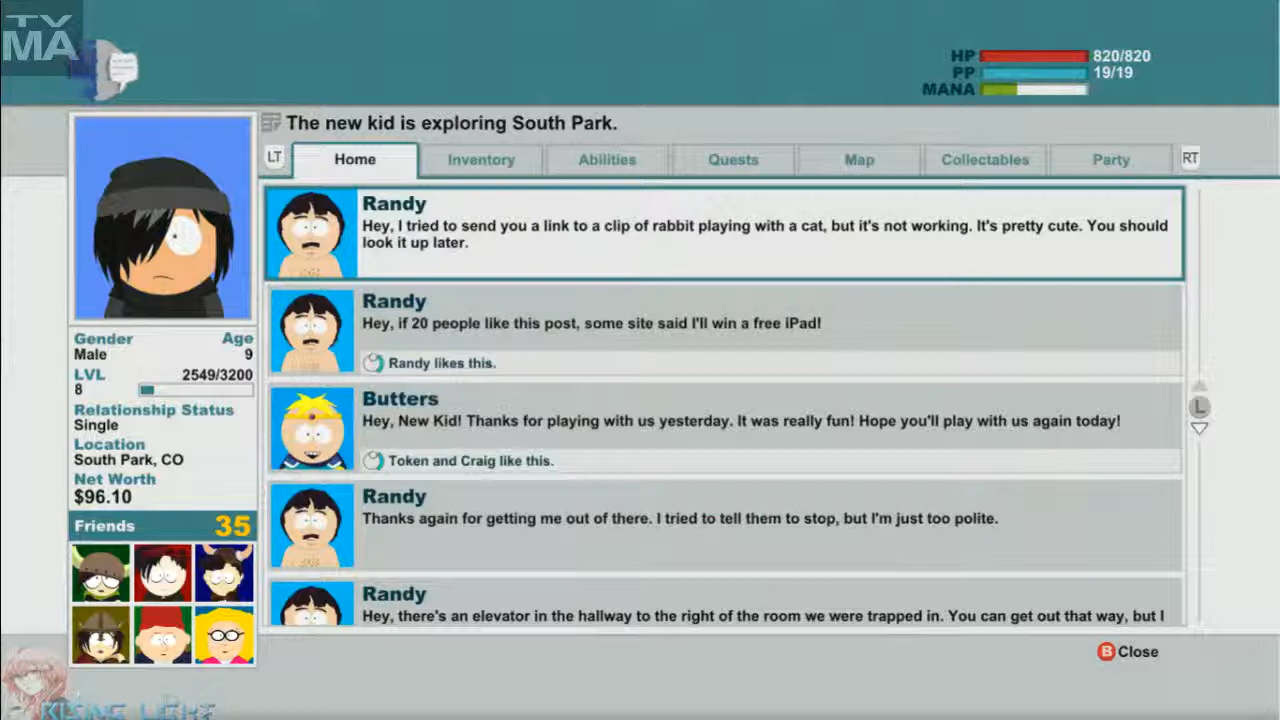 TV
MA
HP 820/820
PP 19/19
MANA
The new kid is exploring South Park.
LT Home Inventory Abilities Quests Map Collectables Party RT
Randy
Hey, I tried to send you a link to a clip of rabbit playing with a cat, but it's not working. It's pretty cute. You should
look it up later.
Randy
Hey, if 20 people like this post, some site said I'll win a free iPad!
Randy likes this.
Butters
Hey, New Kid! Thanks for playing with us yesterday. It was really fun! Hope you'll play with us again today!
Token and Craig like this.
Randy
Thanks again for getting me out of there. I tried to tell them to stop, but I'm just too polite.
Randy
Hey, there's an elevator in the hallway to the right of the room we were trapped in. You can get out that way, but I
L
Gender Age
Male 9
LVL 2549/3200
8
Relationship Status
Single
Location
South Park, CO
Net Worth
$96.10
Friends 35
B Close
RISING LIGHT